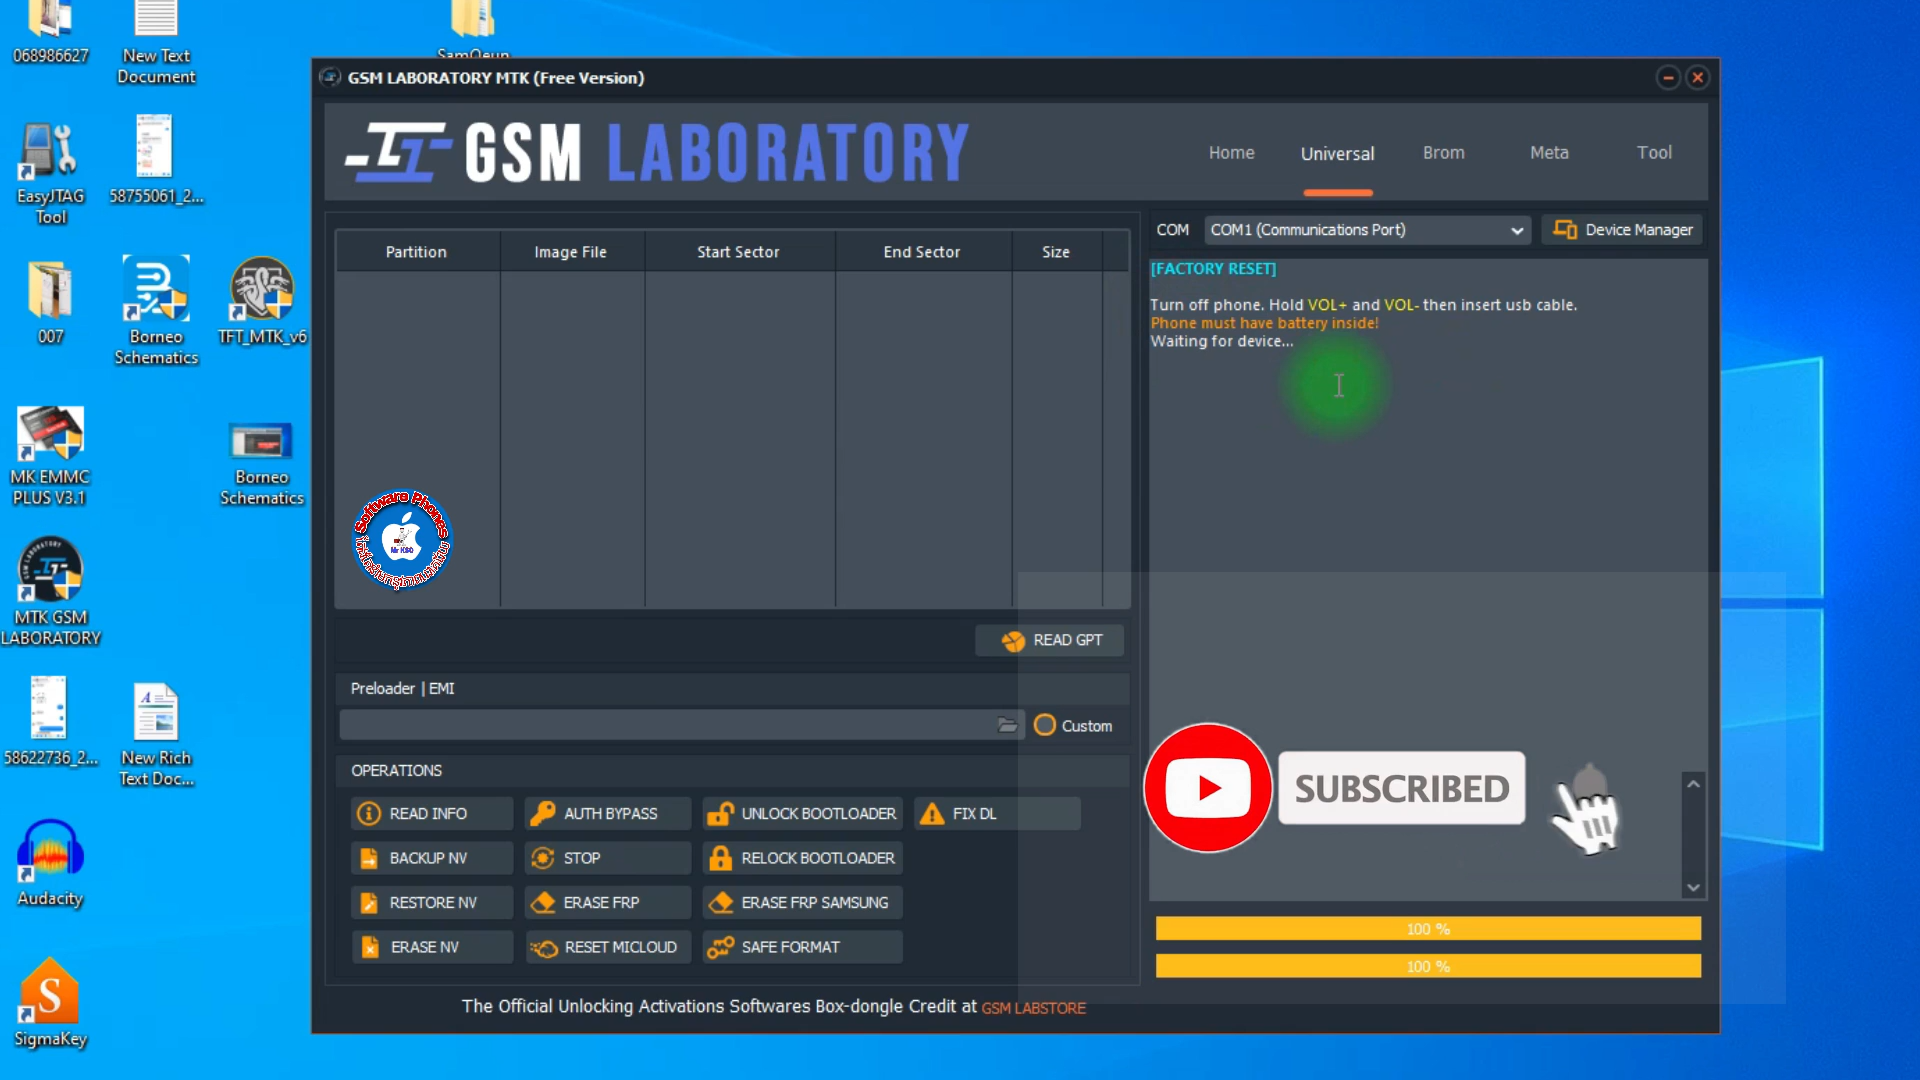 068986627
New Text
Document
SamOeun
EasyJTAG
Tool
58755061_2...
007
Borneo
Schematics
TFT_MTK_v6
MK EMMC
PLUS V3.1
Borneo
Schematics
MTK GSM
LABORATORY
58622736_2...
New Rich
Text Doc...
Audacity
SigmaKey
GSM LABORATORY MTK (Free Version)
GSM LABORATORY
Home
Universal
Brom
Meta
Tool
Partition
Image File
Start Sector
End Sector
Size
COM
COM1 (Communications Port)
Device Manager
[FACTORY RESET]
Turn off phone. Hold VOL+ and VOL- then insert usb cable.
Phone must have battery inside!
Waiting for device...
Software Phones
Mr KSO
READ GPT
Preloader | EMI
Custom
OPERATIONS
READ INFO
AUTH BYPASS
UNLOCK BOOTLOADER
FIX DL
BACKUP NV
STOP
RELOCK BOOTLOADER
RESTORE NV
ERASE FRP
ERASE FRP SAMSUNG
ERASE NV
RESET MICLOUD
SAFE FORMAT
SUBSCRIBED
100 %
100 %
The Official Unlocking Activations Softwares Box-dongle Credit at GSM LABSTORE